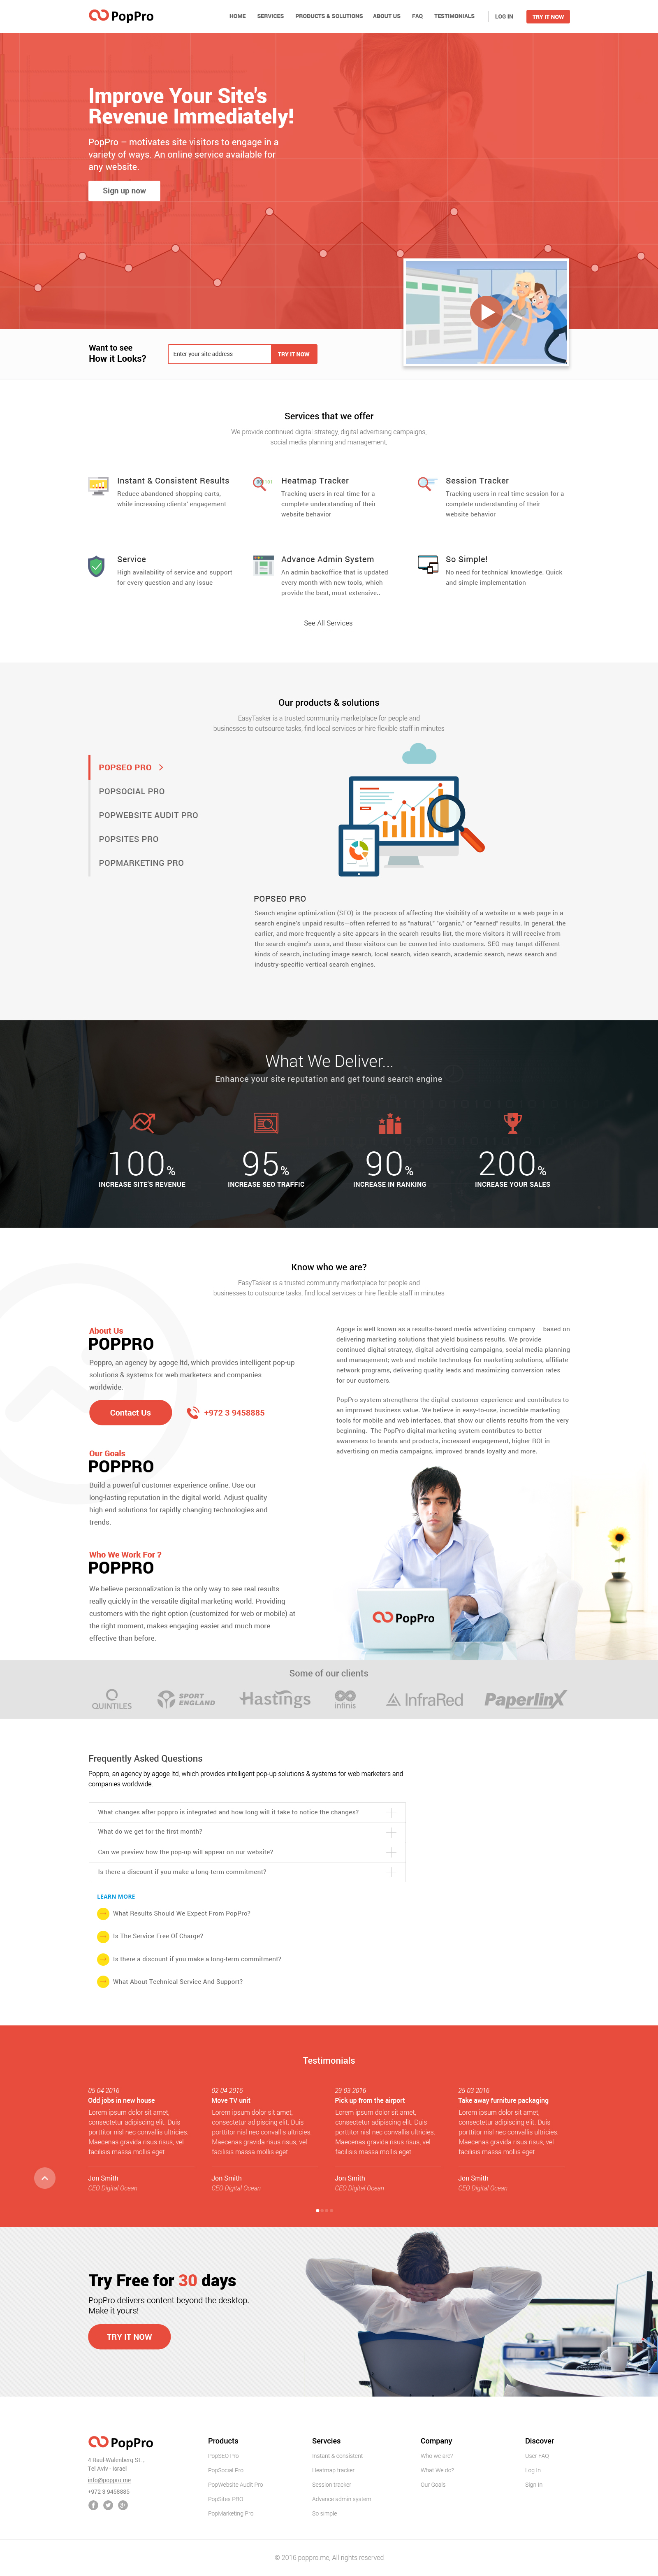 PopPro
HOME SERVICES PRODUCTS & SOLUTIONS ABOUT US FAQ TESTIMONIALS LOG IN TRY IT NOW
Improve Your Site's
Revenue Immediately!
PopPro – motivates site visitors to engage in a
variety of ways. An online service available for
any website.
Sign up now
Want to see
How it Looks?
Enter your site address
TRY IT NOW
Services that we offer
We provide continued digital strategy, digital advertising campaigns,
social media planning and management;
Instant & Consistent Results
Reduce abandoned shopping carts,
while increasing clients' engagement
Heatmap Tracker
Tracking users in real-time for a
complete understanding of their
website behavior
Session Tracker
Tracking users in real-time session for a
complete understanding of their
website behavior
Service
High availability of service and support
for every question and any issue
Advance Admin System
An admin backoffice that is updated
every month with new tools, which
provide the best, most extensive..
So Simple!
No need for technical knowledge. Quick
and simple implementation
See All Services
Our products & solutions
EasyTasker is a trusted community marketplace for people and
businesses to outsource tasks, find local services or hire flexible staff in minutes
POPSEO PRO
POPSOCIAL PRO
POPWEBSITE AUDIT PRO
POPSITES PRO
POPMARKETING PRO
POPSEO PRO
Search engine optimization (SEO) is the process of affecting the visibility of a website or a web page in a
search engine's unpaid results—often referred to as "natural," "organic," or "earned" results. In general, the
earlier, and more frequently a site appears in the search results list, the more visitors it will receive from
the search engine's users, and these visitors can be converted into customers. SEO may target different
kinds of search, including image search, local search, video search, academic search, news search and
industry-specific vertical search engines.
What We Deliver...
Enhance your site reputation and get found search engine
100%
INCREASE SITE'S REVENUE
95%
INCREASE SEO TRAFFIC
90%
INCREASE IN RANKING
200%
INCREASE YOUR SALES
Know who we are?
EasyTasker is a trusted community marketplace for people and
businesses to outsource tasks, find local services or hire flexible staff in minutes
About Us
POPPRO
Poppro, an agency by agoge ltd, which provides intelligent pop-up
solutions & systems for web marketers and companies
worldwide.
Contact Us
+972 3 9458885
Our Goals
POPPRO
Build a powerful customer experience online. Use our
long-lasting reputation in the digital world. Adjust quality
high-end solutions for rapidly changing technologies and
trends.
Who We Work For ?
POPPRO
We believe personalization is the only way to see real results
really quickly in the versatile digital marketing world. Providing
customers with the right option (customized for web or mobile) at
the right moment, makes engaging easier and much more
effective than before.
Agoge is well known as a results-based media advertising company – based on
delivering marketing solutions that yield business results. We provide
continued digital strategy, digital advertising campaigns, social media planning
and management; web and mobile technology for marketing solutions, affiliate
network programs, delivering quality leads and maximizing conversion rates
for our customers.
PopPro system strengthens the digital customer experience and contributes to
an improved business value. We believe in easy-to-use, incredible marketing
tools for mobile and web interfaces, that show our clients results from the very
beginning. The PopPro digital marketing system contributes to better
awareness to brands and products, increased engagement, higher ROI in
advertising on media campaigns, improved brands loyalty and more.
PopPro
Some of our clients
QUINTILES
SPORT
ENGLAND
Hastings
infinis
InfraRed
PaperlinX
Frequently Asked Questions
Poppro, an agency by agoge ltd, which provides intelligent pop-up solutions & systems for web marketers and
companies worldwide.
What changes after poppro is integrated and how long will it take to notice the changes?
What do we get for the first month?
Can we preview how the pop-up will appear on our website?
Is there a discount if you make a long-term commitment?
LEARN MORE
What Results Should We Expect From PopPro?
Is The Service Free Of Charge?
Is there a discount if you make a long-term commitment?
What About Technical Service And Support?
Testimonials
05-04-2016
Odd jobs in new house
Lorem ipsum dolor sit amet,
consectetur adipiscing elit. Duis
porttitor nisl nec convallis ultricies.
Maecenas gravida risus risus, vel
facilisis massa mollis eget.
Jon Smith
CEO Digital Ocean
02-04-2016
Move TV unit
Lorem ipsum dolor sit amet,
consectetur adipiscing elit. Duis
porttitor nisl nec convallis ultricies.
Maecenas gravida risus risus, vel
facilisis massa mollis eget.
Jon Smith
CEO Digital Ocean
29-03-2016
Pick up from the airport
Lorem ipsum dolor sit amet,
consectetur adipiscing elit. Duis
porttitor nisl nec convallis ultricies.
Maecenas gravida risus risus, vel
facilisis massa mollis eget.
Jon Smith
CEO Digital Ocean
25-03-2016
Take away furniture packaging
Lorem ipsum dolor sit amet,
consectetur adipiscing elit. Duis
porttitor nisl nec convallis ultricies.
Maecenas gravida risus risus, vel
facilisis massa mollis eget.
Jon Smith
CEO Digital Ocean
Try Free for 30 days
PopPro delivers content beyond the desktop.
Make it yours!
TRY IT NOW
PopPro
4 Raul-Walenberg St ..
Tel Aviv - Israel
info@poppro.me
+972 3 9458885
Products
PopSEO Pro
PopSocial Pro
PopWebsite Audit Pro
PopSites PRO
PopMarketing Pro
Servcies
Instant & consistent
Heatmap tracker
Session tracker
Advance admin system
So simple
Company
Who we are?
What We do?
Our Goals
Discover
User FAQ
Log In
Sign In
© 2016 poppro.me, All rights reserved